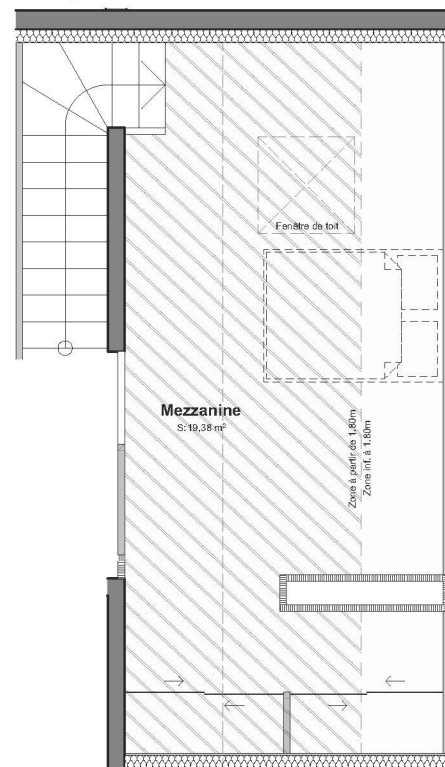 Fenêtre de toit
Mezzanine
S: 19,38 m²
Zone à partir de 1,80m
Zone inf. à 1.80m